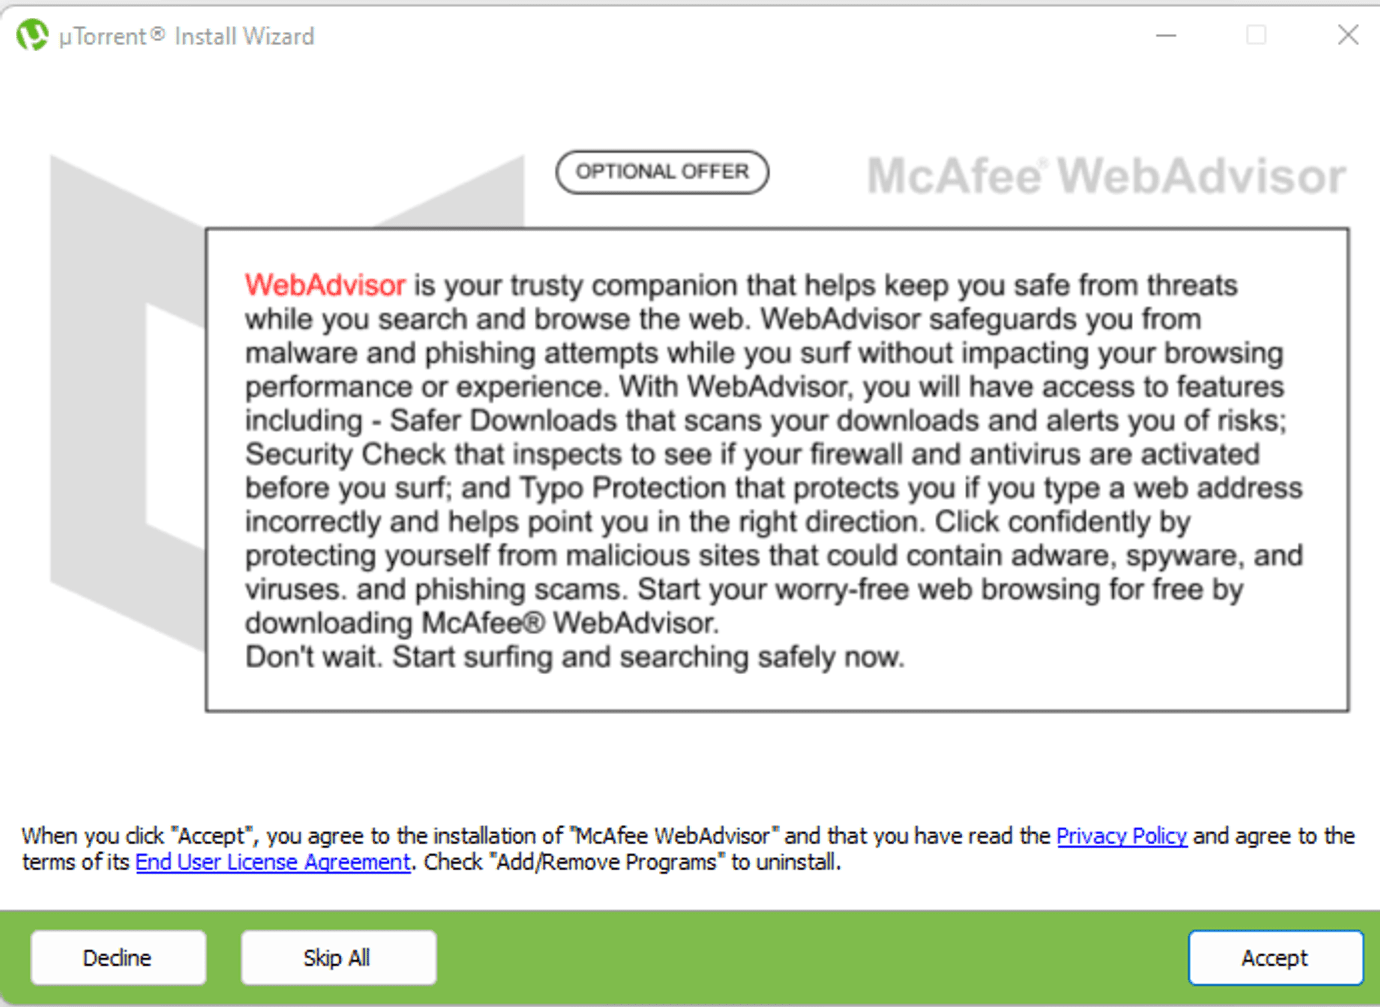 µTorrent® Install Wizard
OPTIONAL OFFER
McAfee® WebAdvisor
WebAdvisor is your trusty companion that helps keep you safe from threats
while you search and browse the web. WebAdvisor safeguards you from
malware and phishing attempts while you surf without impacting your browsing
performance or experience. With WebAdvisor, you will have access to features
including - Safer Downloads that scans your downloads and alerts you of risks;
Security Check that inspects to see if your firewall and antivirus are activated
before you surf; and Typo Protection that protects you if you type a web address
incorrectly and helps point you in the right direction. Click confidently by
protecting yourself from malicious sites that could contain adware, spyware, and
viruses. and phishing scams. Start your worry-free web browsing for free by
downloading McAfee® WebAdvisor.
Don't wait. Start surfing and searching safely now.
When you click "Accept", you agree to the installation of "McAfee WebAdvisor" and that you have read the Privacy Policy and agree to the
terms of its End User License Agreement. Check "Add/Remove Programs" to uninstall.
Decline
Skip All
Accept